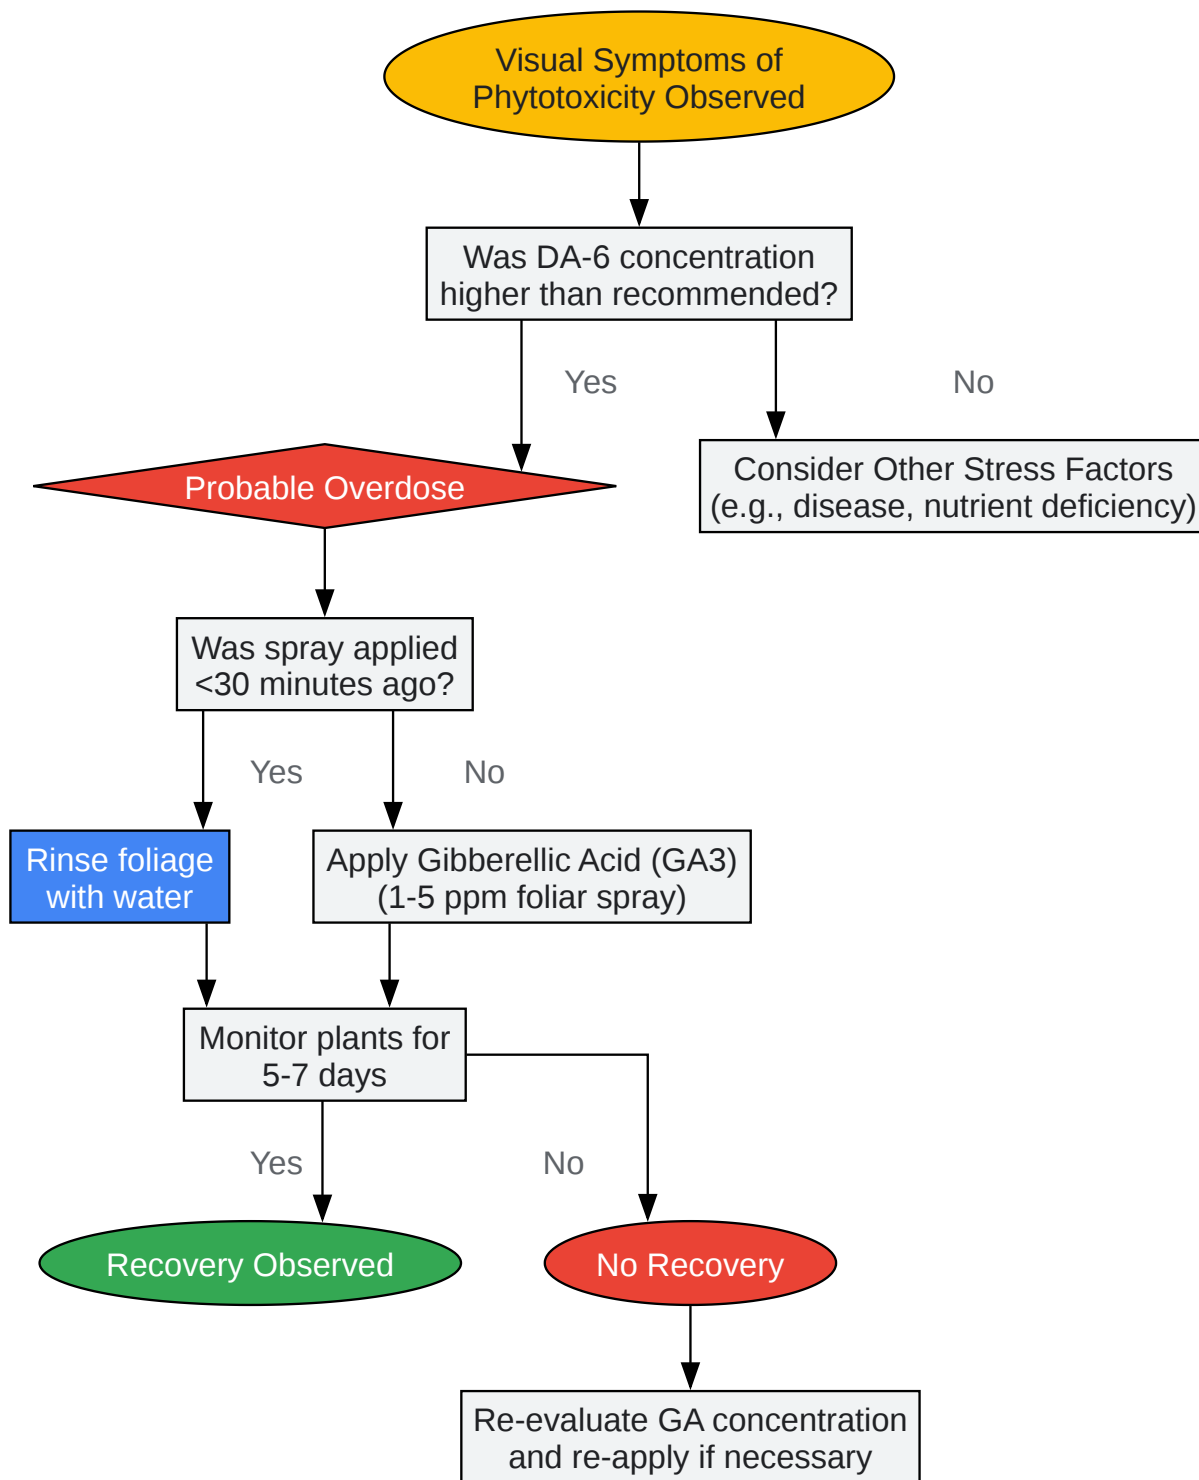 Visual Symptoms of
Phytotoxicity Observed
Was DA-6 concentration
higher than recommended?
Yes
No
Probable Overdose
Consider Other Stress Factors
(e.g., disease, nutrient deficiency)
Was spray applied
<30 minutes ago?
Yes
No
Rinse foliage
with water
Apply Gibberellic Acid (GA3)
(1-5 ppm foliar spray)
Monitor plants for
5-7 days
Yes
No
Recovery Observed
No Recovery
Re-evaluate GA concentration
and re-apply if necessary